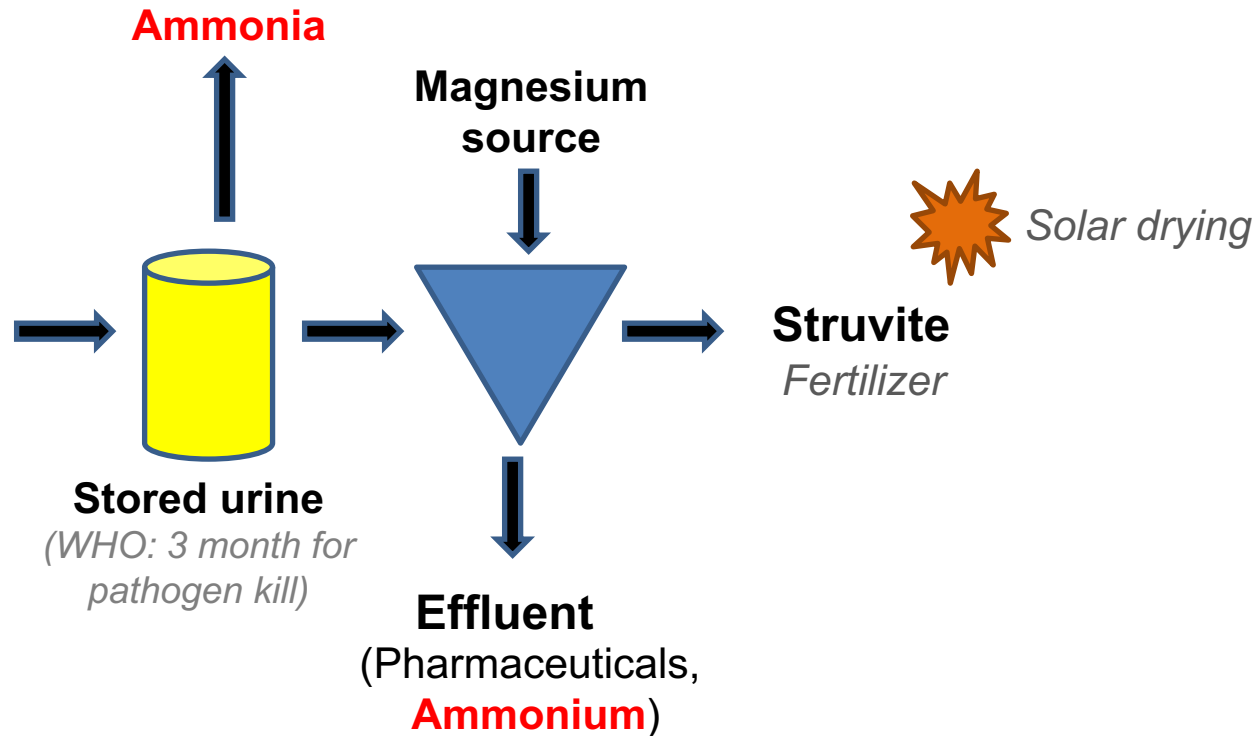 Ammonia
Magnesium
source
Solar drying
Struvite
Fertilizer
Stored urine
(WHO: 3 month for
pathogen kill)
Effluent
(Pharmaceuticals,
Ammonium)